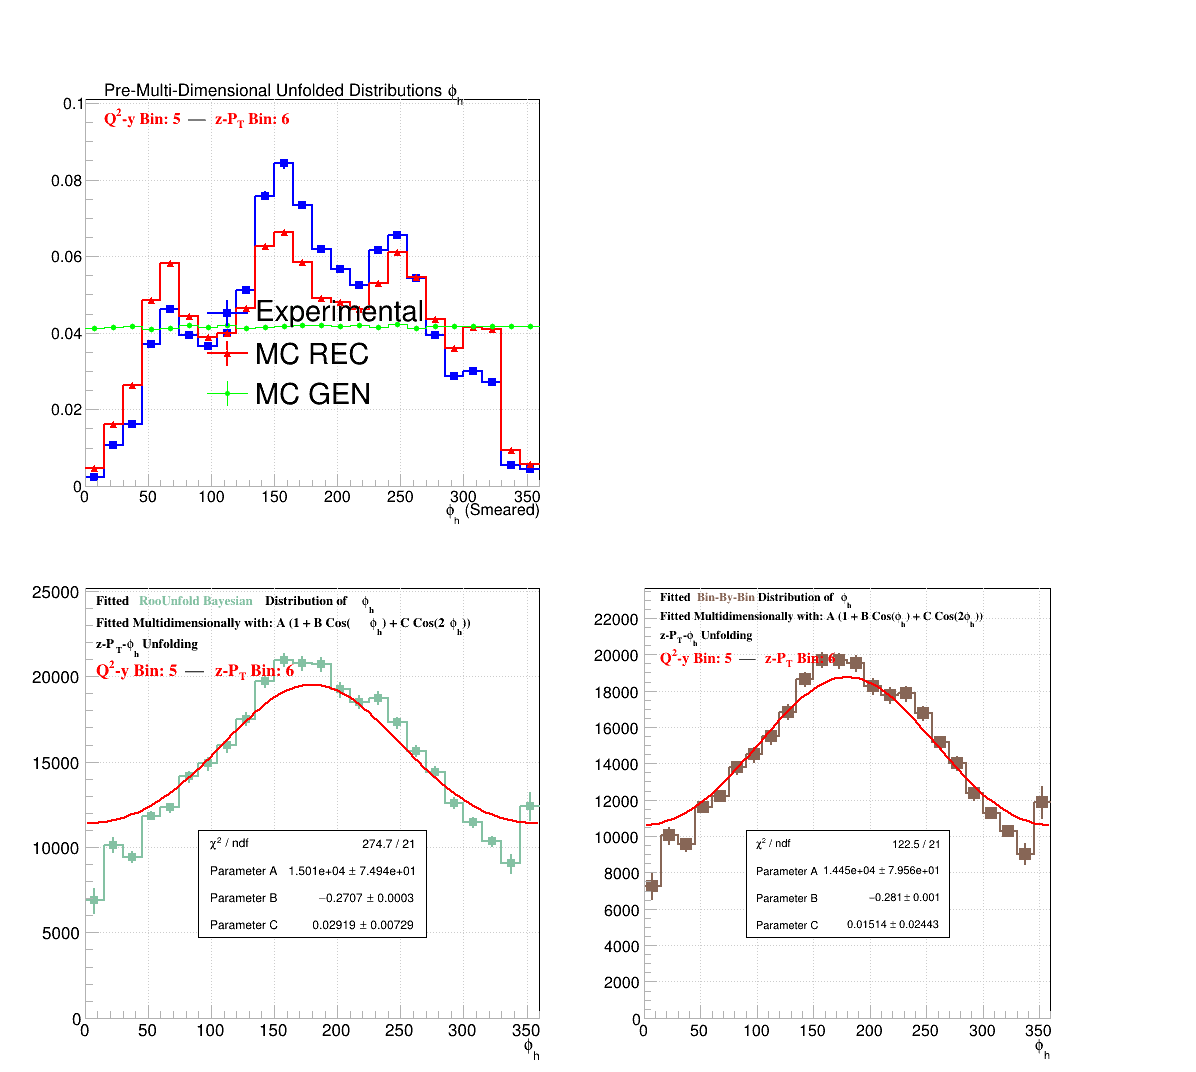 Pre-Multi-Dimensional Unfolded Distributions ϕh
0.1
Q²-y Bin: 5 — z-PT Bin: 6
0.08
0.06
Experimental
0.04
MC REC
MC GEN
0.02
0
0 50 100 150 200 250 300 350
ϕh (Smeared)
25000
Fitted RooUnfold Bayesian Distribution of ϕh
Fitted Multidimensionally with: A (1 + B Cos( ϕh) + C Cos(2 ϕh))
z-PT-ϕh Unfolding
Q²-y Bin: 5 — z-PT Bin: 6
20000
15000
10000
χ² / ndf 274.7 / 21
Parameter A 1.501e+04 ± 7.494e+01
Parameter B −0.2707 ± 0.0003
Parameter C 0.02919 ± 0.00729
5000
0
0 50 100 150 200 250 300 350
ϕh
Fitted Bin-By-Bin Distribution of ϕh
Fitted Multidimensionally with: A (1 + B Cos(ϕh) + C Cos(2ϕh))
22000
z-PT-ϕh Unfolding
Q²-y Bin: 5 — z-PT Bin: 6
20000
18000
16000
14000
12000
10000
χ² / ndf 122.5 / 21
Parameter A 1.445e+04 ± 7.956e+01
8000
Parameter B −0.281 ± 0.001
6000
Parameter C 0.01514 ± 0.02443
4000
2000
0
0 50 100 150 200 250 300 350
ϕh